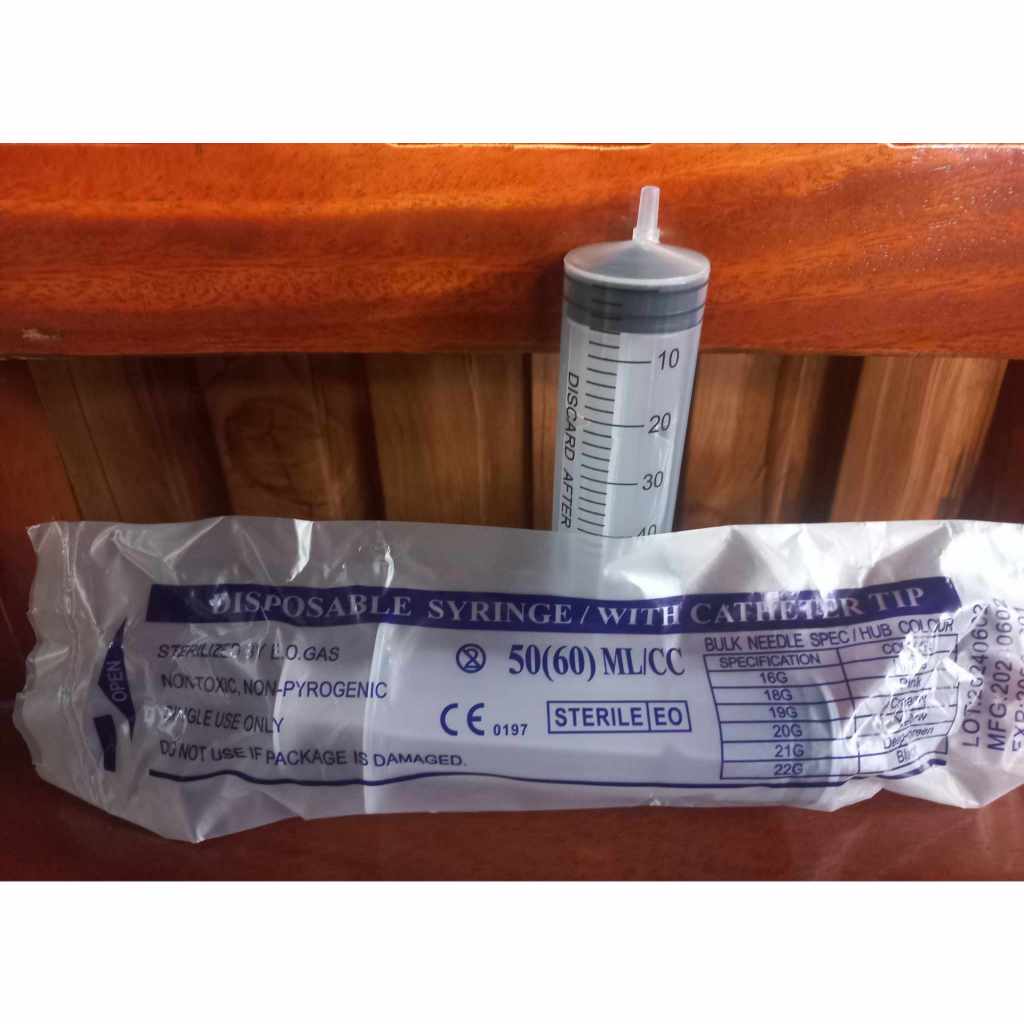 10
20
30
40
DISCARD AFTER
DISPOSABLE SYRINGE / WITH CATHETER TIP
OPEN
STERILIZED BY E.O.GAS
NON-TOXIC, NON-PYROGENIC
SINGLE USE ONLY
DO NOT USE IF PACKAGE IS DAMAGED.
50(60) ML/CC
CE 0197
STERILE EO
BULK NEEDLE SPEC / HUB COLOUR
SPECIFICATION
16G
18G Pink
19G
20G
21G
22G